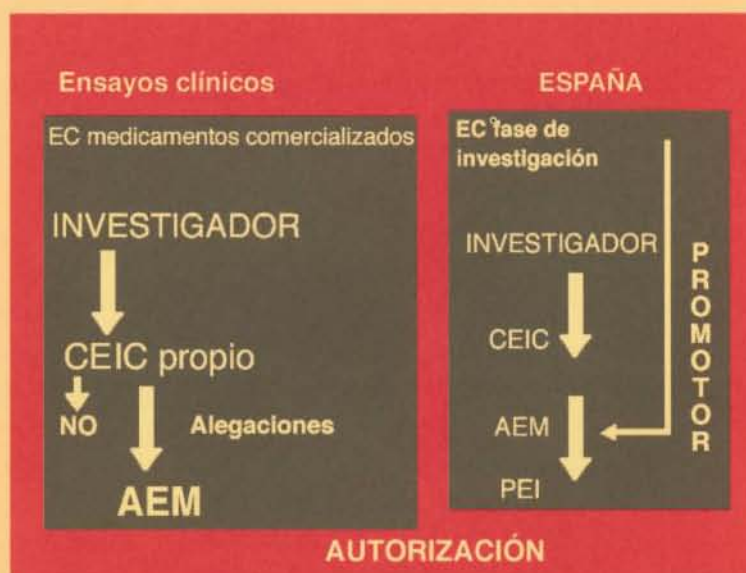 Ensayos clínicos
ESPAÑA
EC medicamentos comercializados
INVESTIGADOR
CEIC propio
NO
Alegaciones
AEM
EC fase de
investigación
INVESTIGADOR
CEIC
AEM
PEI
PROMOTOR
AUTORIZACIÓN